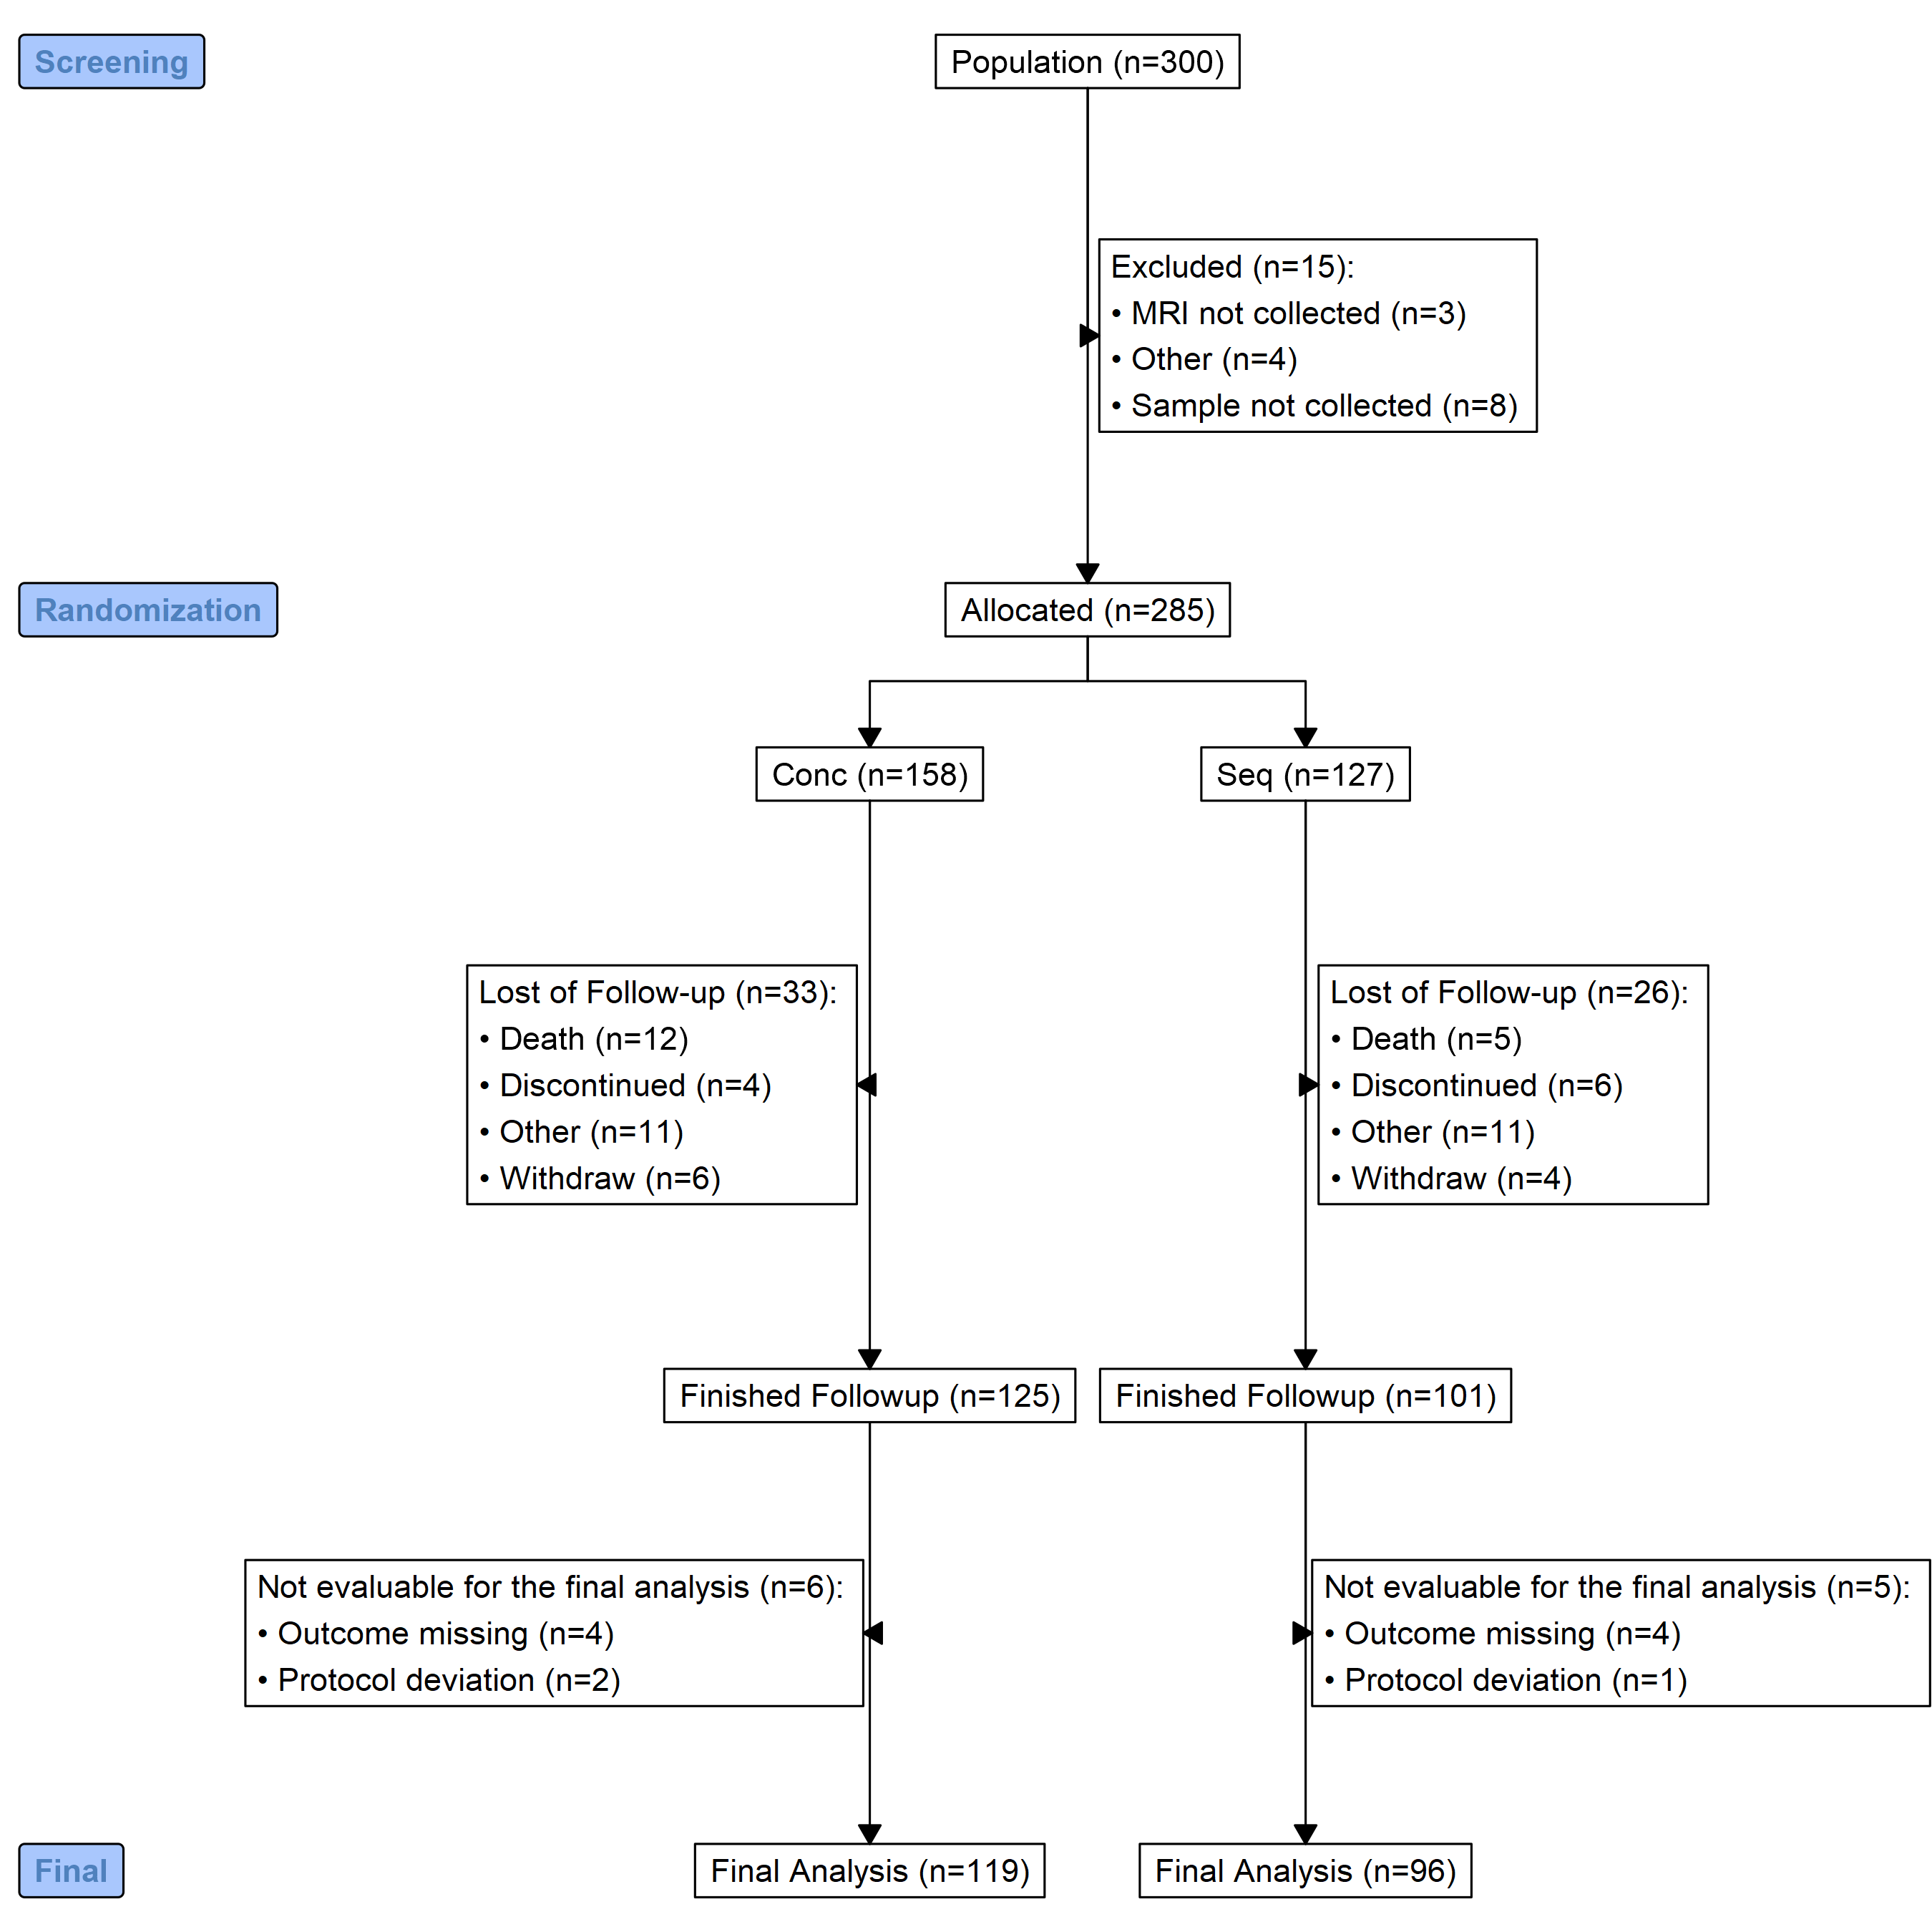 Screening
Population (n=300)
Excluded (n=15):
• MRI not collected (n=3)
• Other (n=4)
• Sample not collected (n=8)
Randomization
Allocated (n=285)
Conc (n=158)
Seq (n=127)
Lost of Follow-up (n=33):
• Death (n=12)
• Discontinued (n=4)
• Other (n=11)
• Withdraw (n=6)
Lost of Follow-up (n=26):
• Death (n=5)
• Discontinued (n=6)
• Other (n=11)
• Withdraw (n=4)
Finished Followup (n=125)
Finished Followup (n=101)
Not evaluable for the final analysis (n=6):
• Outcome missing (n=4)
• Protocol deviation (n=2)
Not evaluable for the final analysis (n=5):
• Outcome missing (n=4)
• Protocol deviation (n=1)
Final
Final Analysis (n=119)
Final Analysis (n=96)